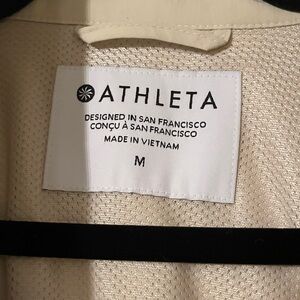 ATHLETA
DESIGNED IN SAN FRANCISCO
CONÇU À SAN FRANCISCO
MADE IN VIETNAM
M